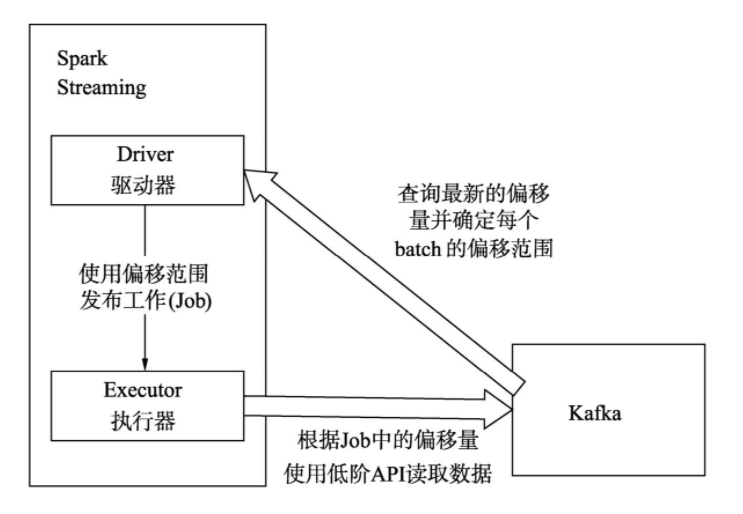 Spark
Streaming
Driver
驱动器
查询最新的偏移
量并确定每个
batch 的偏移范围
使用偏移范围
发布工作(Job)
Executor
执行器
Kafka
根据Job中的偏移量
使用低阶API读取数据